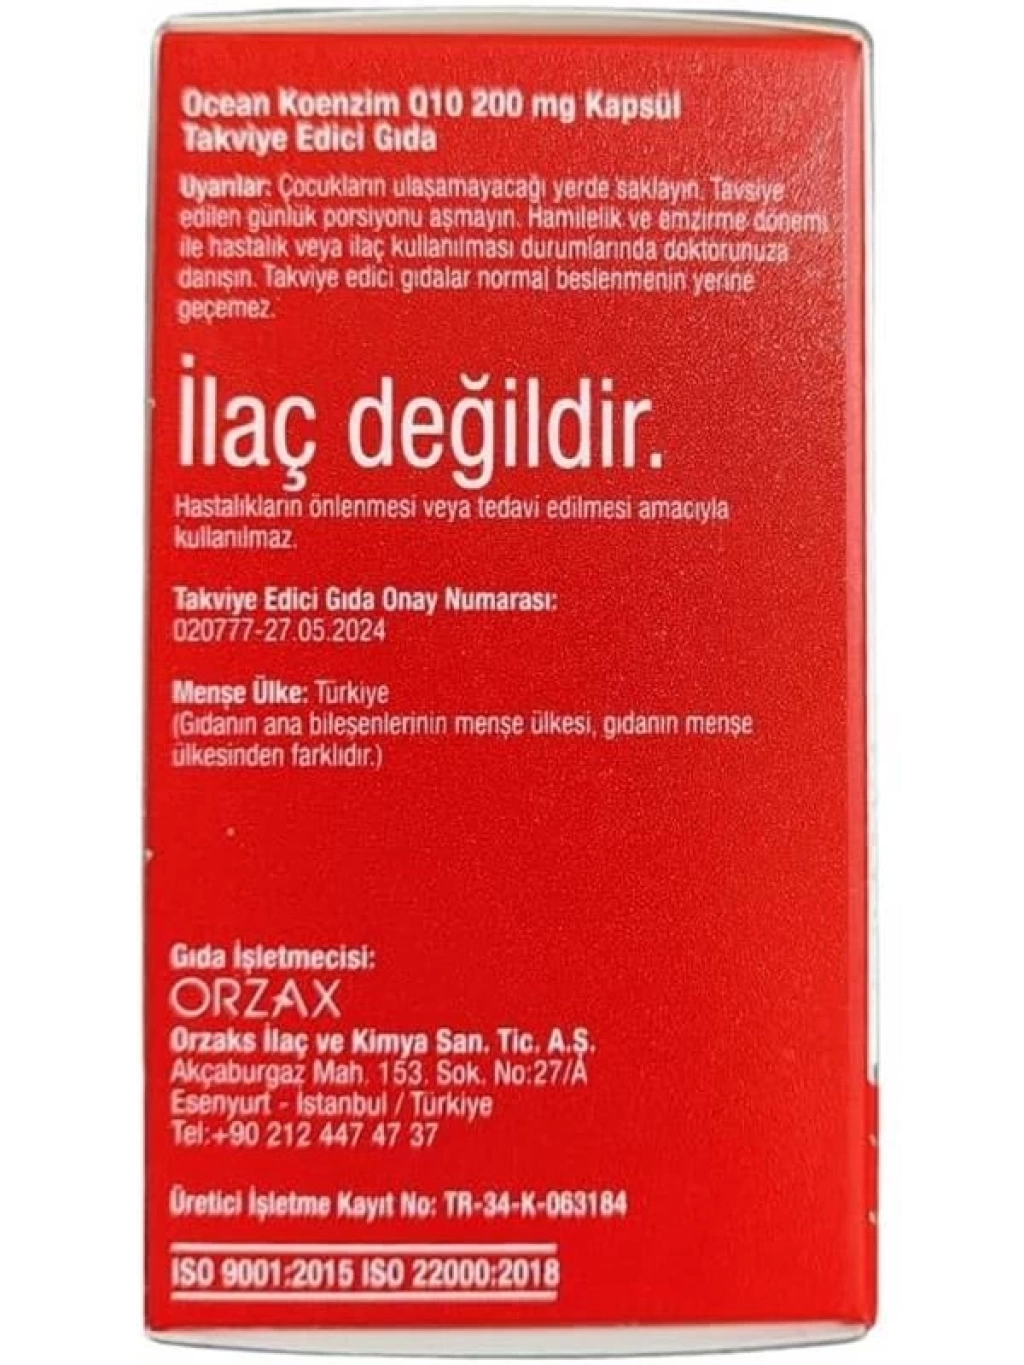 Ocean Koenzim Q10 200 mg Kapsül
Takviye Edici Gıda
Uyarılar: Çocukların ulaşamayacağı yerde saklayın. Tavsiye
edilen günlük porsiyonu aşmayın. Hamilelik ve emzirme dönemi
ile hastalık veya ilaç kullanılması durumlarında doktorunuza
danışın. Takviye edici gıdalar normal beslenmenin yerine
geçemez.
İlaç değildir.
Hastalıkların önlenmesi veya tedavi edilmesi amacıyla
kullanılmaz.
Takviye Edici Gıda Onay Numarası:
020777-27.05.2024
Menşe Ülke: Türkiye
(Gıdanın ana bileşenlerinin menşe ülkesi, gıdanın menşe
ülkesinden farklıdır.)
Gıda İşletmecisi:
ORZAX
Orzaks İlaç ve Kimya San. Tic. A.Ş.
Akçaburgaz Mah. 153. Sok. No:27/A
Esenyurt - İstanbul / Türkiye
Tel:+90 212 447 47 37
Üretici İşletme Kayıt No: TR-34-K-063184
ISO 9001:2015 ISO 22000:2018